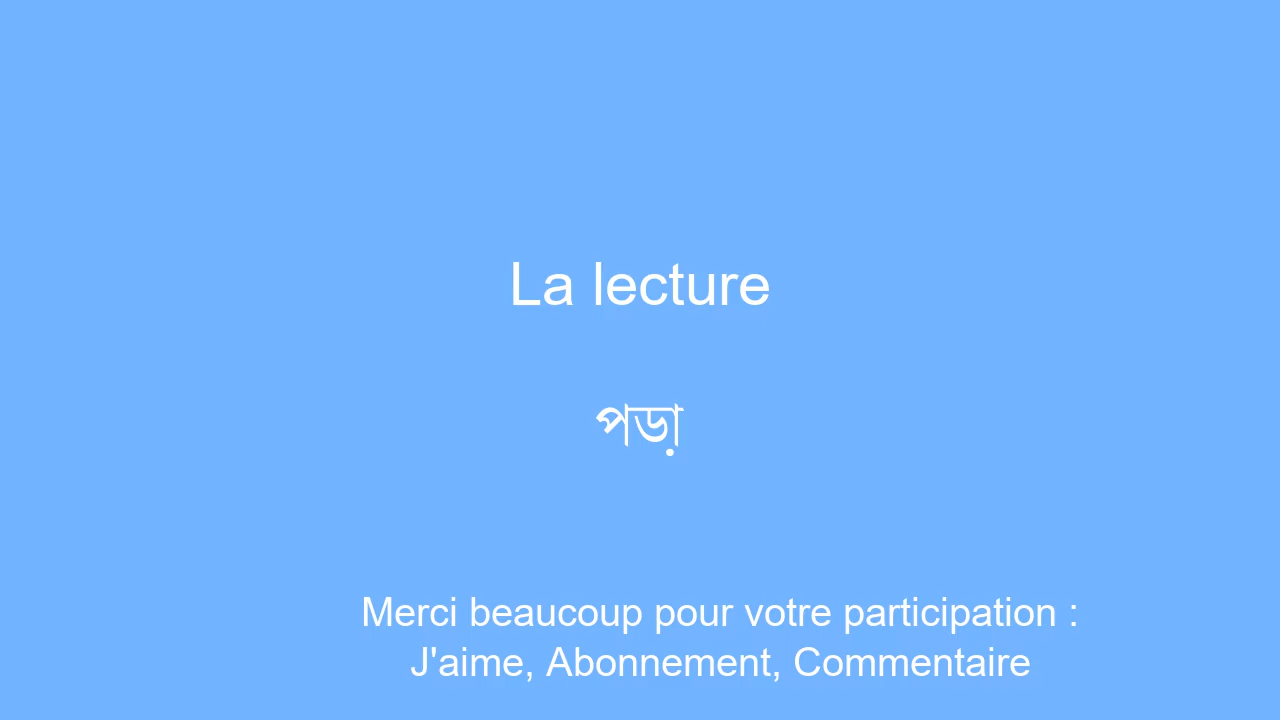 La lecture
পড়া
Merci beaucoup pour votre participation :
J'aime, Abonnement, Commentaire